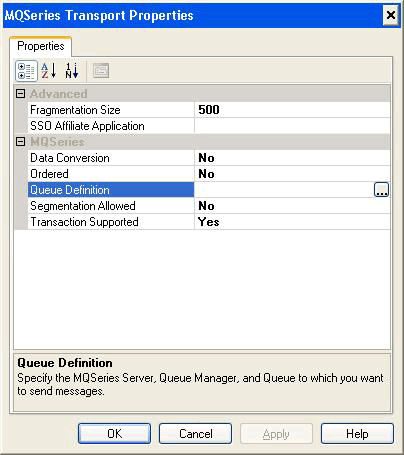 MQSeries Transport Properties
Properties
Advanced
Fragmentation Size 500
SSO Affiliate Application
MQSeries
Data Conversion No
Ordered No
Queue Definition ...
Segmentation Allowed No
Transaction Supported Yes
Queue Definition
Specify the MQSeries Server, Queue Manager, and Queue to which you want
to send messages.
OK Cancel Apply Help